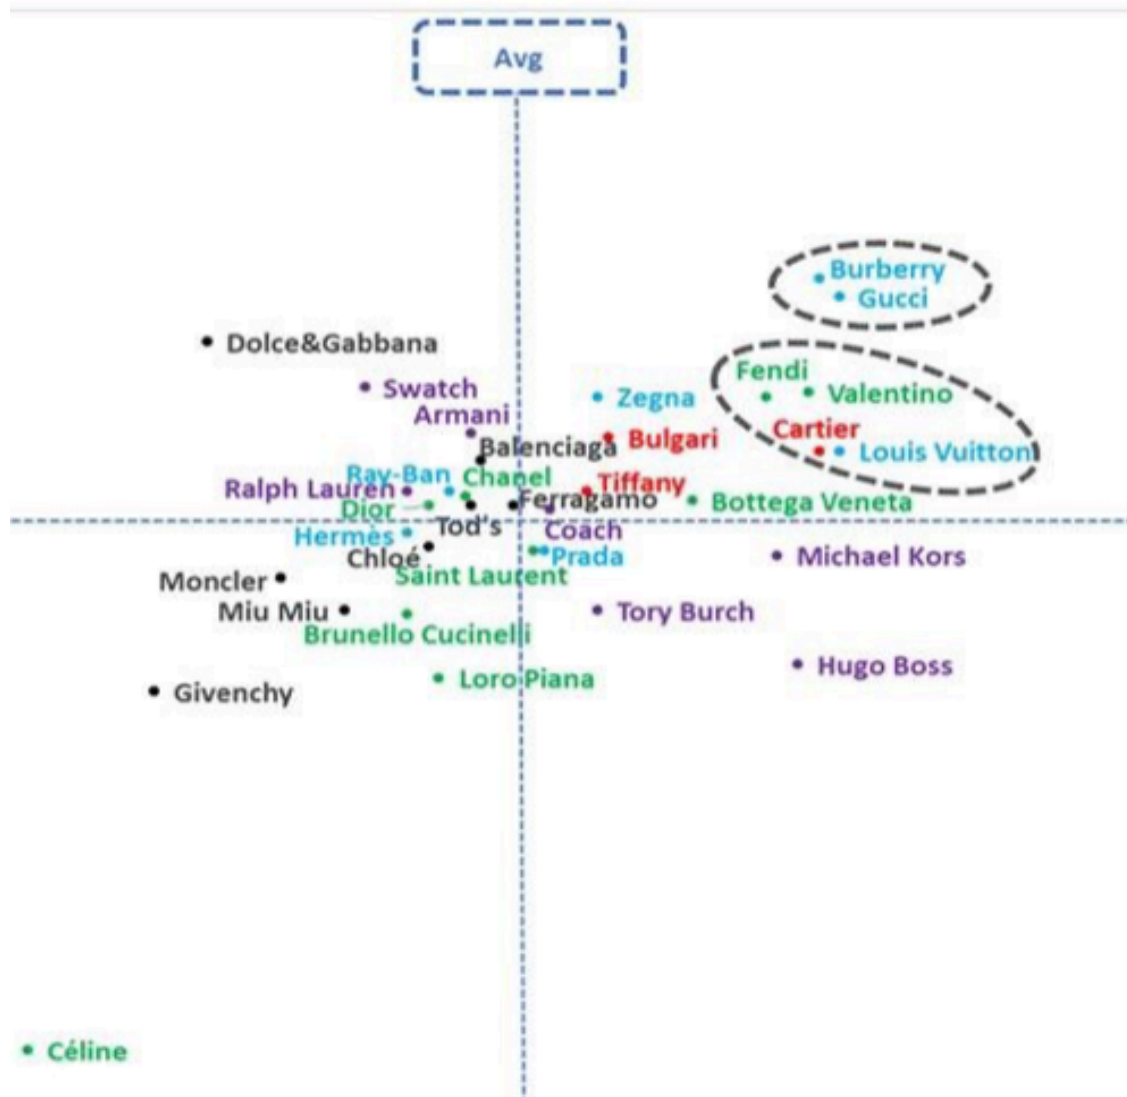 Avg
Burberry
Gucci
Dolce&Gabbana
Fendi
Swatch
Zegna
Valentino
Armani
Cartier
Bulgari
Balenciaga
Louis Vuitton
Ray-Ban
Chanel
Tiffany
Ralph Lauren
Ferragamo
Bottega Veneta
Dior
Tod's
Coach
Hermès
Chloé
Prada
Michael Kors
Saint Laurent
Moncler
Miu Miu
Tory Burch
Brunello Cucinelli
Hugo Boss
Loro Piana
Givenchy
Céline